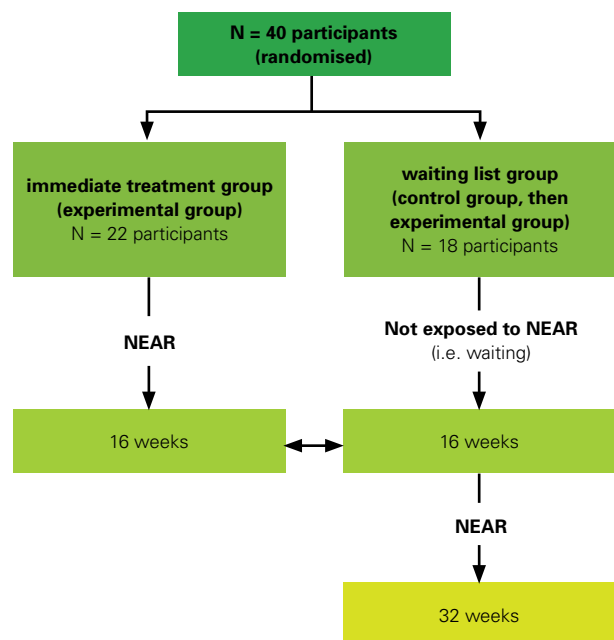 N = 40 participants
(randomised)
immediate treatment group
(experimental group)
N = 22 participants
waiting list group
(control group, then
experimental group)
N = 18 participants
NEAR
Not exposed to NEAR
(i.e. waiting)
16 weeks
16 weeks
NEAR
32 weeks